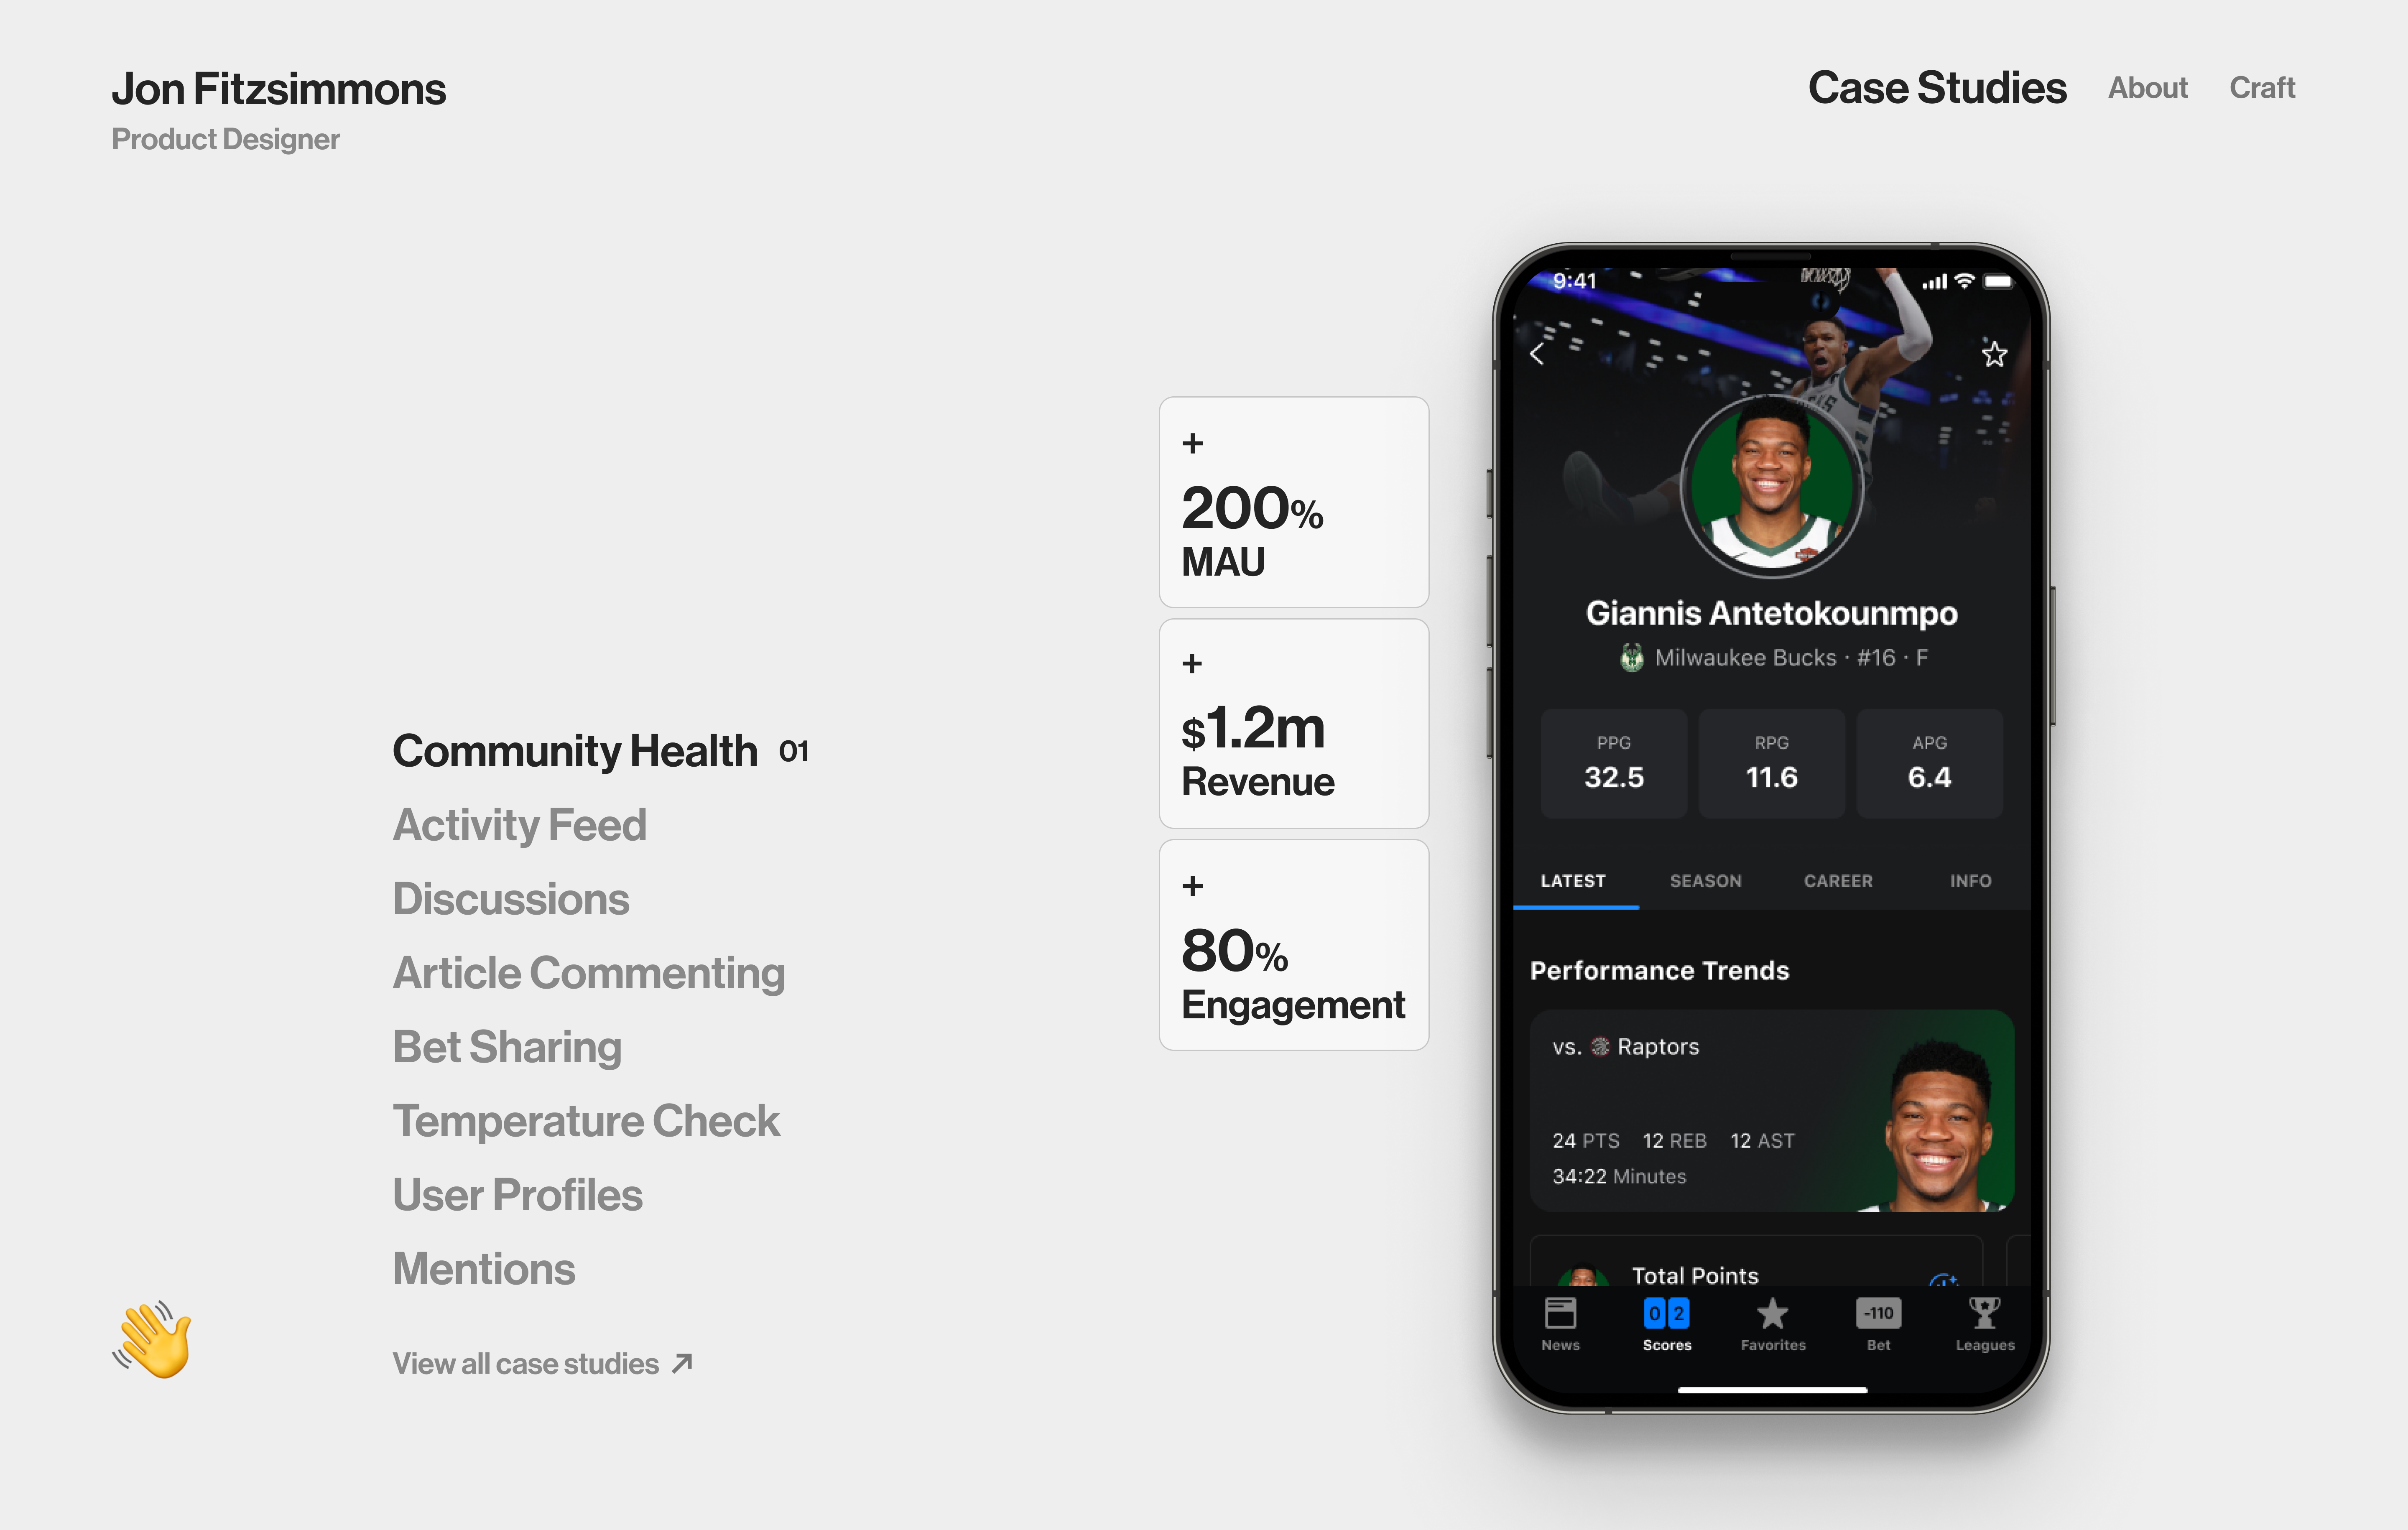 Jon Fitzsimmons
Product Designer
Case Studies About Craft
Community Health 01
Activity Feed
Discussions
Article Commenting
Bet Sharing
Temperature Check
User Profiles
Mentions
View all case studies ↗
+
200%
MAU
+
$1.2m
Revenue
+
80%
Engagement
9:41
Giannis Antetokounmpo
Milwaukee Bucks · #16 · F
PPG RPG APG
32.5 11.6 6.4
LATEST SEASON CAREER INFO
Performance Trends
vs. Raptors
24 PTS 12 REB 12 AST
34:22 Minutes
Total Points
0 2 -110
News Scores Favorites Bet Leagues